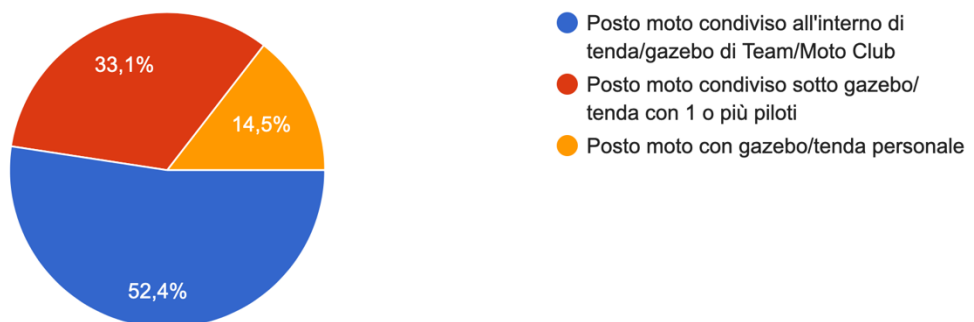 33,1%
14,5%
52,4%
Posto moto condiviso all'interno di
tenda/gazebo di Team/Moto Club
Posto moto condiviso sotto gazebo/
tenda con 1 o più piloti
Posto moto con gazebo/tenda personale